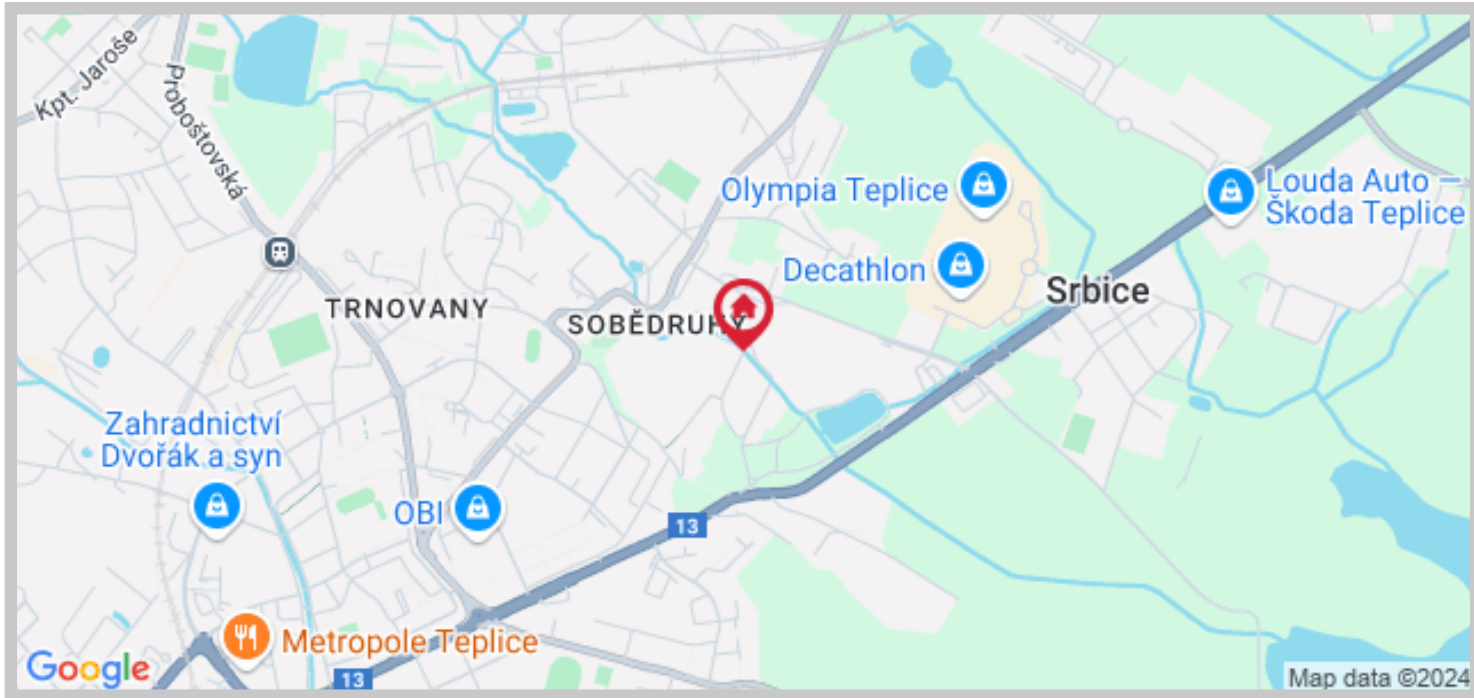 Kpt. Jaroše
Proboštovská
Olympia Teplice
Louda Auto –
Škoda Teplice
Decathlon
Srbice
TRNOVANY
SOBĚDRUHY
Zahradnictví
Dvořák a syn
OBI
13
Metropole Teplice
13
Google
Map data ©2024